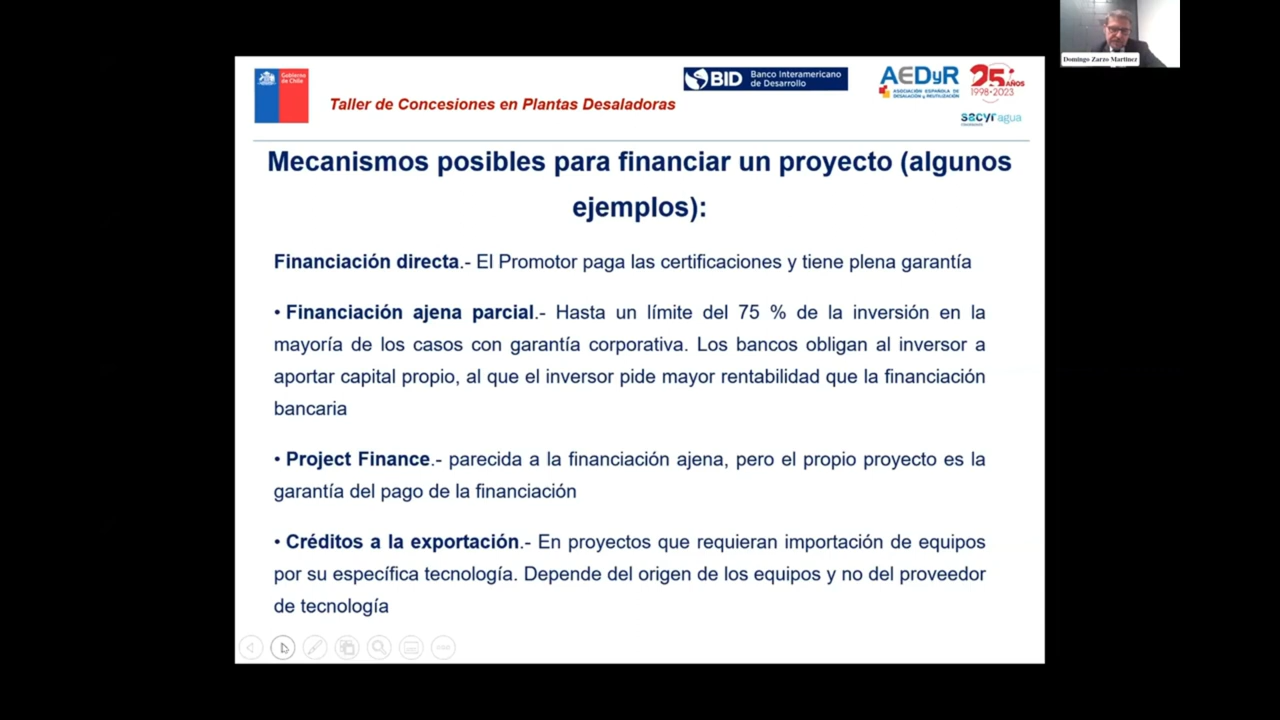 Domingo Zarzo Martínez
Gobierno
de Chile
BID
Banco Interamericano
de Desarrollo
AEDyR
ASOCIACIÓN ESPAÑOLA DE
DESALACIÓN Y REUTILIZACIÓN
25 AÑOS
1998-2023
sacyr agua
Taller de Concesiones en Plantas Desaladoras
Mecanismos posibles para financiar un proyecto (algunos
ejemplos):
Financiación directa.- El Promotor paga las certificaciones y tiene plena garantía
• Financiación ajena parcial.- Hasta un límite del 75 % de la inversión en la
mayoría de los casos con garantía corporativa. Los bancos obligan al inversor a
aportar capital propio, al que el inversor pide mayor rentabilidad que la financiación
bancaria
• Project Finance.- parecida a la financiación ajena, pero el propio proyecto es la
garantía del pago de la financiación
• Créditos a la exportación.- En proyectos que requieran importación de equipos
por su específica tecnología. Depende del origen de los equipos y no del proveedor
de tecnología